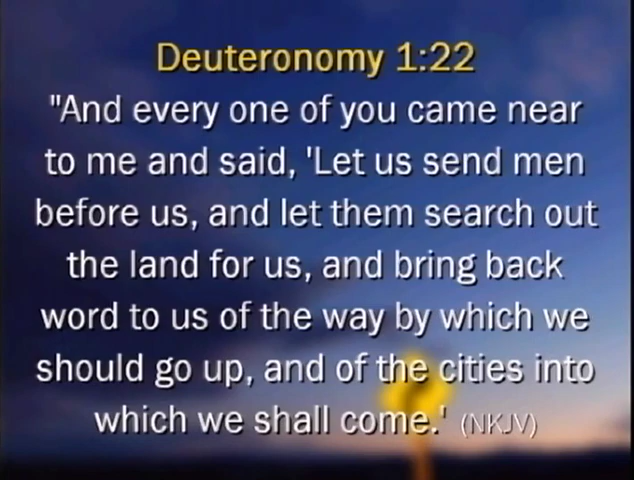 Deuteronomy 1:22
"And every one of you came near
to me and said, 'Let us send men
before us, and let them search out
the land for us, and bring back
word to us of the way by which we
should go up, and of the cities into
which we shall come.' (NKJV)